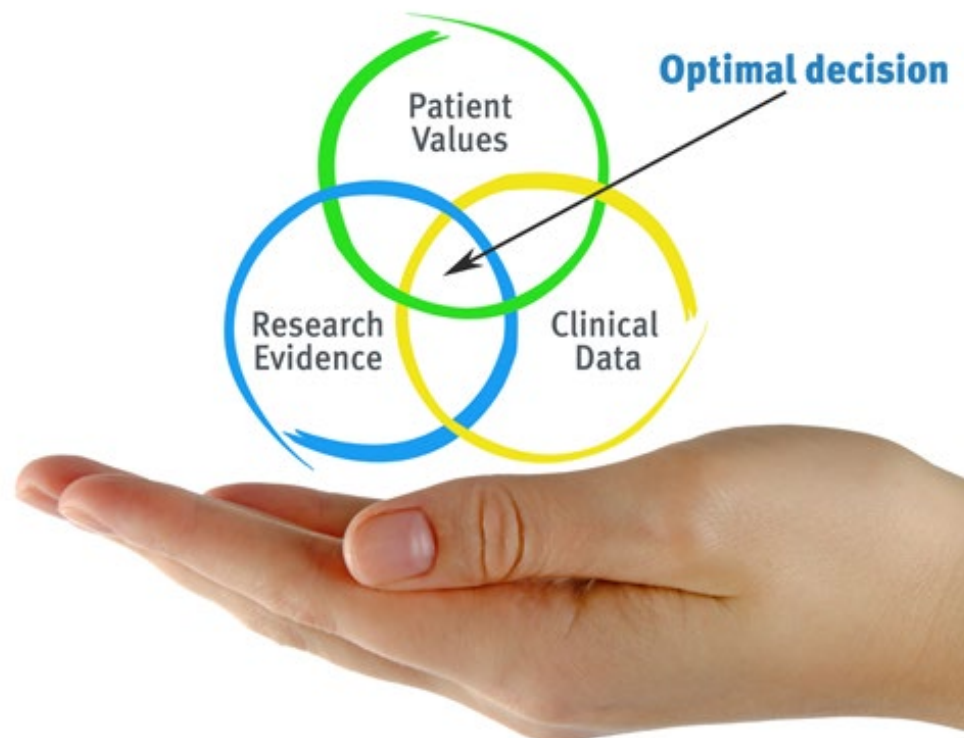 Optimal decision
Patient
Values
Research
Evidence
Clinical
Data